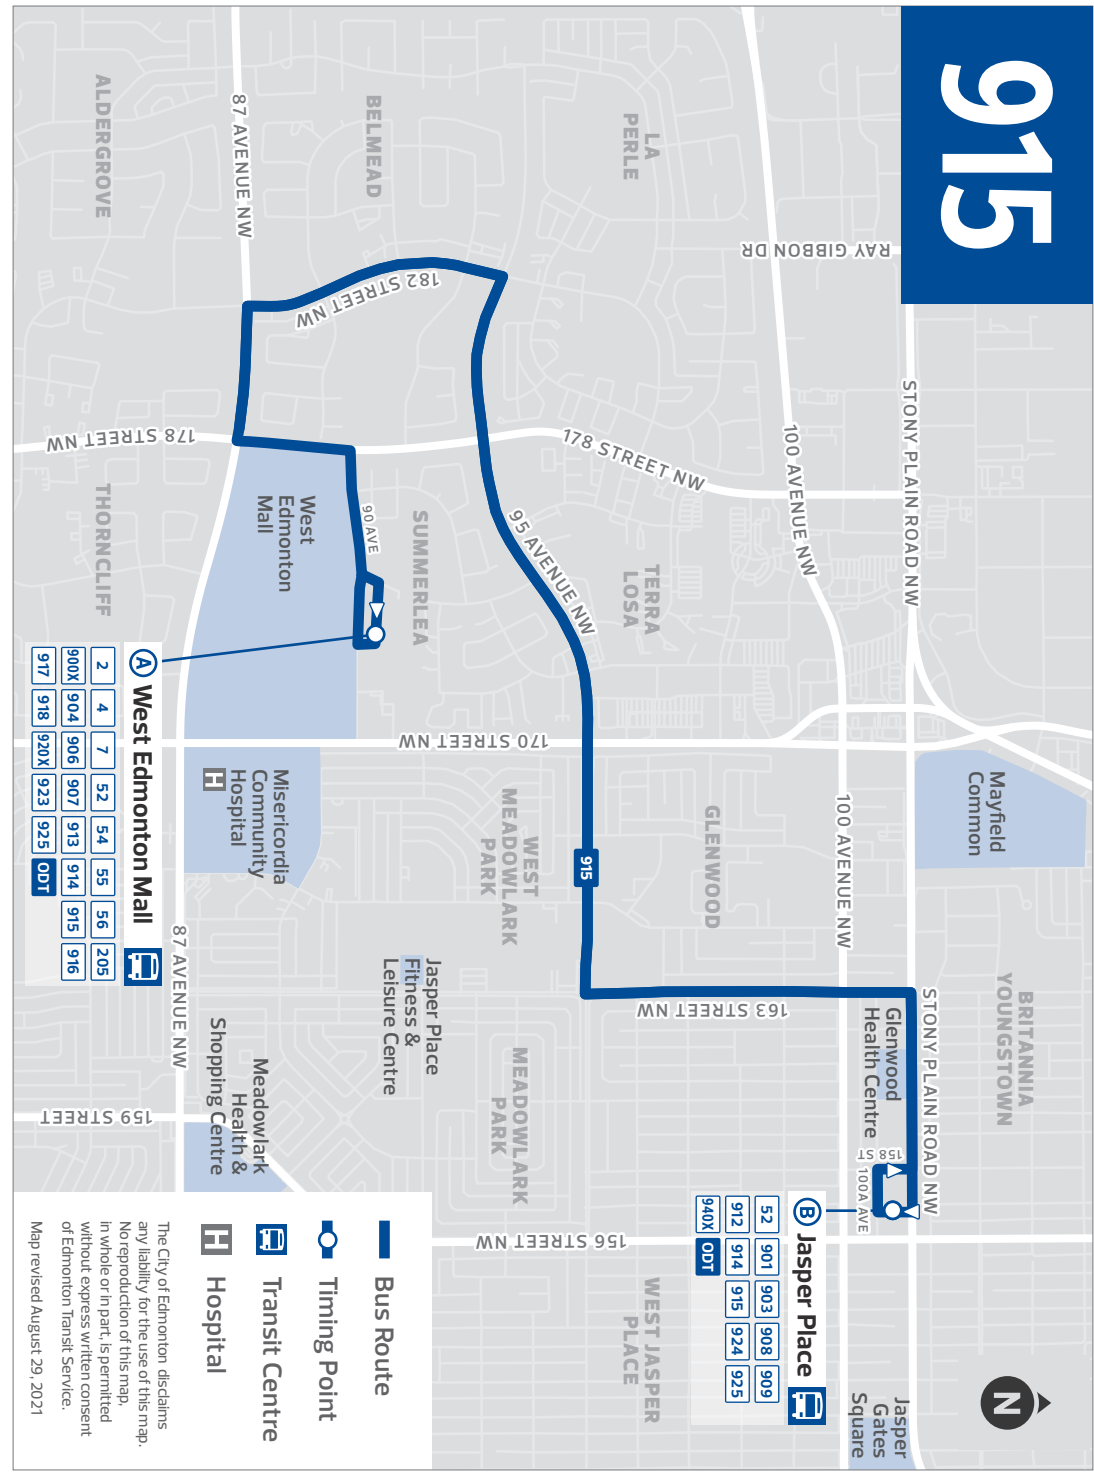 915
RAY GIBBON DR
STONY PLAIN ROAD NW
100 AVENUE NW
178 STREET NW
LA
PERLE
BELMEAD
ALDERGROVE
87 AVENUE NW
182 STREET NW
178 STREET NW
95 AVENUE NW
TERRA
LOSA
SUMMERLEA
90 AVE
West
Edmonton
Mall
THORNCLIFF
Mayfield
Common
170 STREET NW
100 AVENUE NW
GLENWOOD
WEST
MEADOWLARK
PARK
915
Misericordia
Community
Hospital
H
A West Edmonton Mall
2 4 7 52 54 55 56 205
900X 904 906 907 913 914 915 916
917 918 920X 923 925 ODT
BRITANNIA
YOUNGSTOWN
STONY PLAIN ROAD NW
Glenwood
Health Centre
163 STREET NW
158 ST
100A AVE
Jasper Place
Fitness &
Leisure Centre
MEADOWLARK
PARK
87 AVENUE NW
Meadowlark
Health &
Shopping Centre
159 STREET
156 STREET NW
B Jasper Place
52 901 903 908 909
912 914 915 924 925
940X ODT
WEST JASPER
PLACE
Jasper
Gates
Square
N
Bus Route
Timing Point
Transit Centre
H Hospital
The City of Edmonton disclaims
any liability for the use of this map.
No reproduction of this map,
in whole or in part, is permitted
without express written consent
of Edmonton Transit Service.
Map revised August 29, 2021